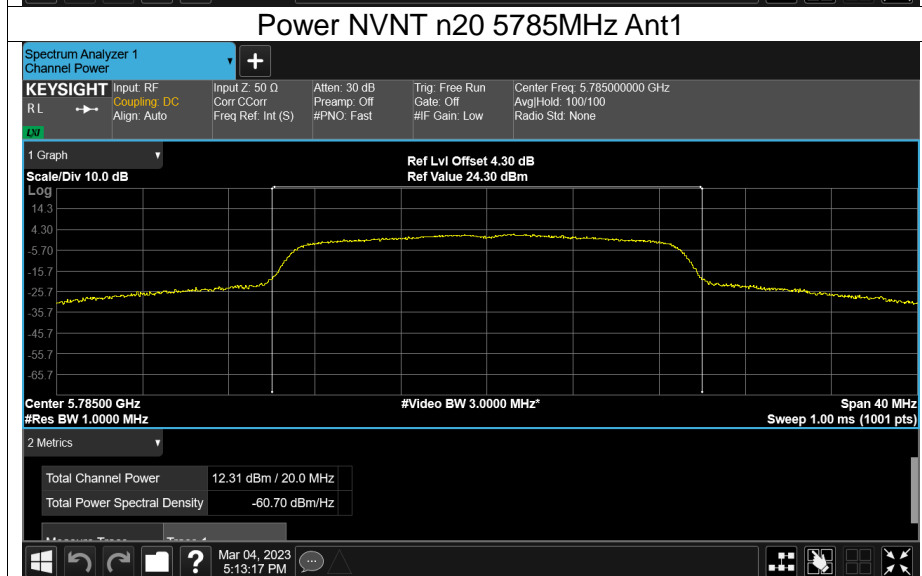 Power NVNT n20 5785MHz Ant1
Spectrum Analyzer 1
Channel Power
KEYSIGHT
R L
LXI
Input: RF
Coupling: DC
Align: Auto
Input Z: 50 Ω
Corr CCorr
Freq Ref: Int (S)
Atten: 30 dB
Preamp: Off
#PNO: Fast
Trig: Free Run
Gate: Off
#IF Gain: Low
Center Freq: 5.785000000 GHz
Avg|Hold: 100/100
Radio Std: None
1 Graph
Ref Lvl Offset 4.30 dB
Scale/Div 10.0 dB
Ref Value 24.30 dBm
Log
14.3
4.30
-5.70
-15.7
-25.7
-35.7
-45.7
-55.7
-65.7
Center 5.78500 GHz
#Video BW 3.0000 MHz*
Span 40 MHz
#Res BW 1.0000 MHz
Sweep 1.00 ms (1001 pts)
2 Metrics
Total Channel Power 12.31 dBm / 20.0 MHz
Total Power Spectral Density -60.70 dBm/Hz
Mar 04, 2023
5:13:17 PM